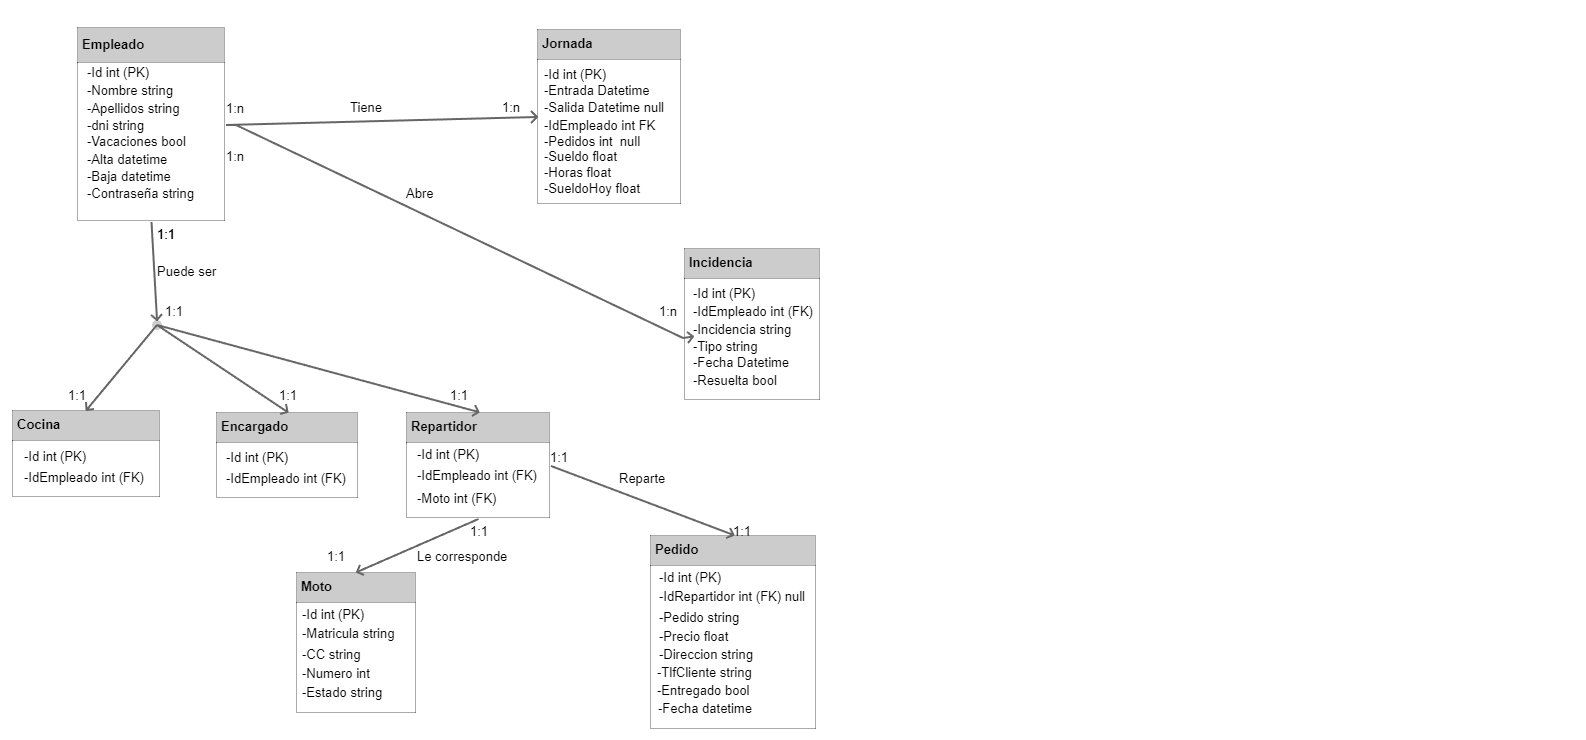 Empleado
-Id int (PK)
-Nombre string
-Apellidos string
-dni string
-Vacaciones bool
-Alta datetime
-Baja datetime
-Contraseña string
1:n
Tiene
1:n
1:n
Abre
1:n
Jornada
-Id int (PK)
-Entrada Datetime
-Salida Datetime null
-IdEmpleado int FK
-Pedidos int  null
-Sueldo float
-Horas float
-SueldoHoy float
Incidencia
-Id int (PK)
-IdEmpleado int (FK)
-Incidencia string
-Tipo string
-Fecha Datetime
-Resuelta bool
1:1
Puede ser
1:1
1:1
1:1
1:1
Cocina
-Id int (PK)
-IdEmpleado int (FK)
Encargado
-Id int (PK)
-IdEmpleado int (FK)
Repartidor
-Id int (PK)
-IdEmpleado int (FK)
-Moto int (FK)
1:1
Reparte
1:1
1:1
Le corresponde
1:1
Moto
-Id int (PK)
-Matricula string
-CC string
-Numero int
-Estado string
Pedido
-Id int (PK)
-IdRepartidor int (FK) null
-Pedido string
-Precio float
-Direccion string
-TlfCliente string
-Entregado bool
-Fecha datetime